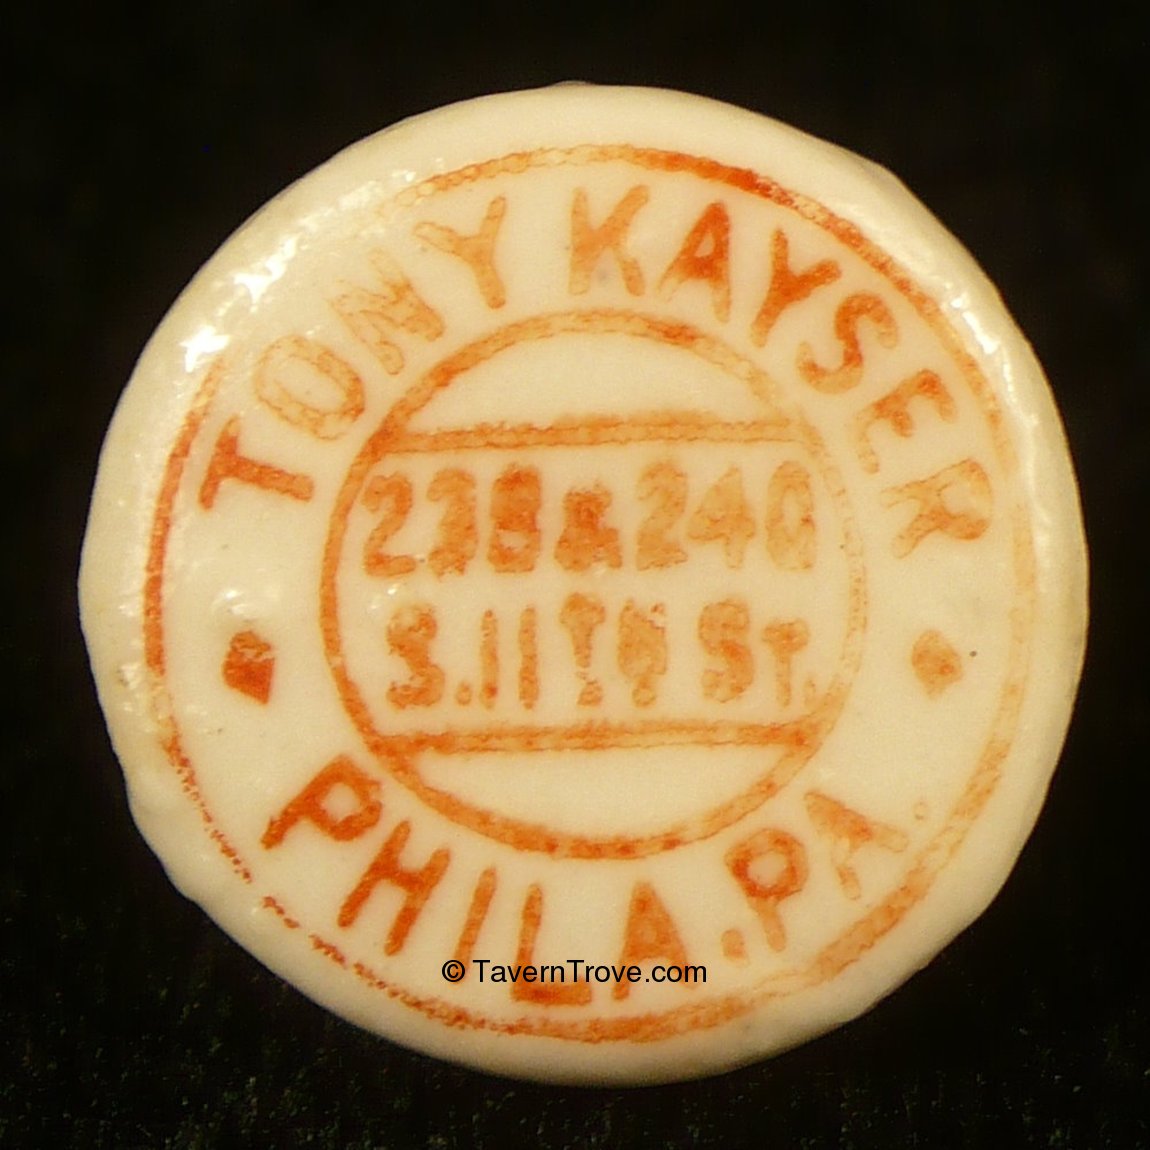 TONY KAYSER
238 & 240
S. 11TH ST.
PHILA. PA.
© TavernTrove.com